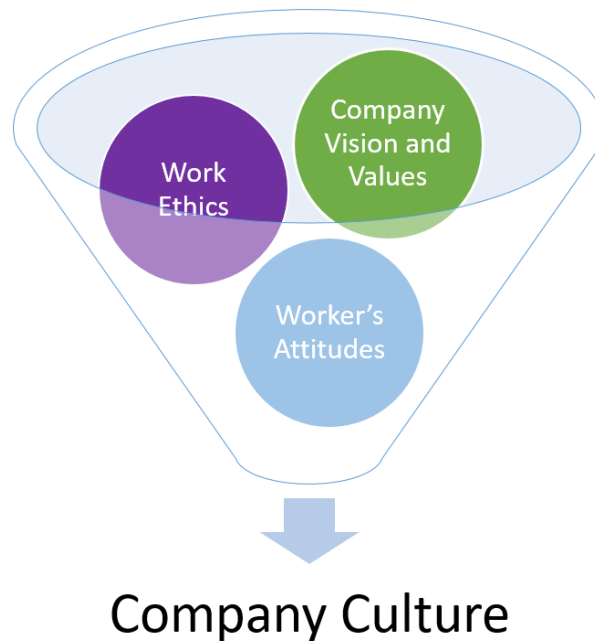 Company
Vision and
Values
Work
Ethics
Worker’s
Attitudes
Company Culture